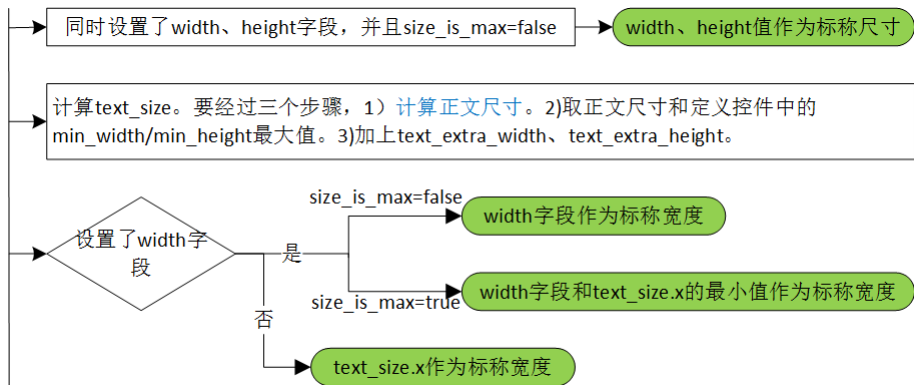 同时设置了width、height字段，并且size_is_max=false
width、height值作为标称尺寸
计算text_size。要经过三个步骤，1）计算正文尺寸。2)取正文尺寸和定义控件中的
min_width/min_height最大值。3)加上text_extra_width、text_extra_height。
size_is_max=false
width字段作为标称宽度
设置了width字
段
是
size_is_max=true
width字段和text_size.x的最小值作为标称宽度
否
text_size.x作为标称宽度